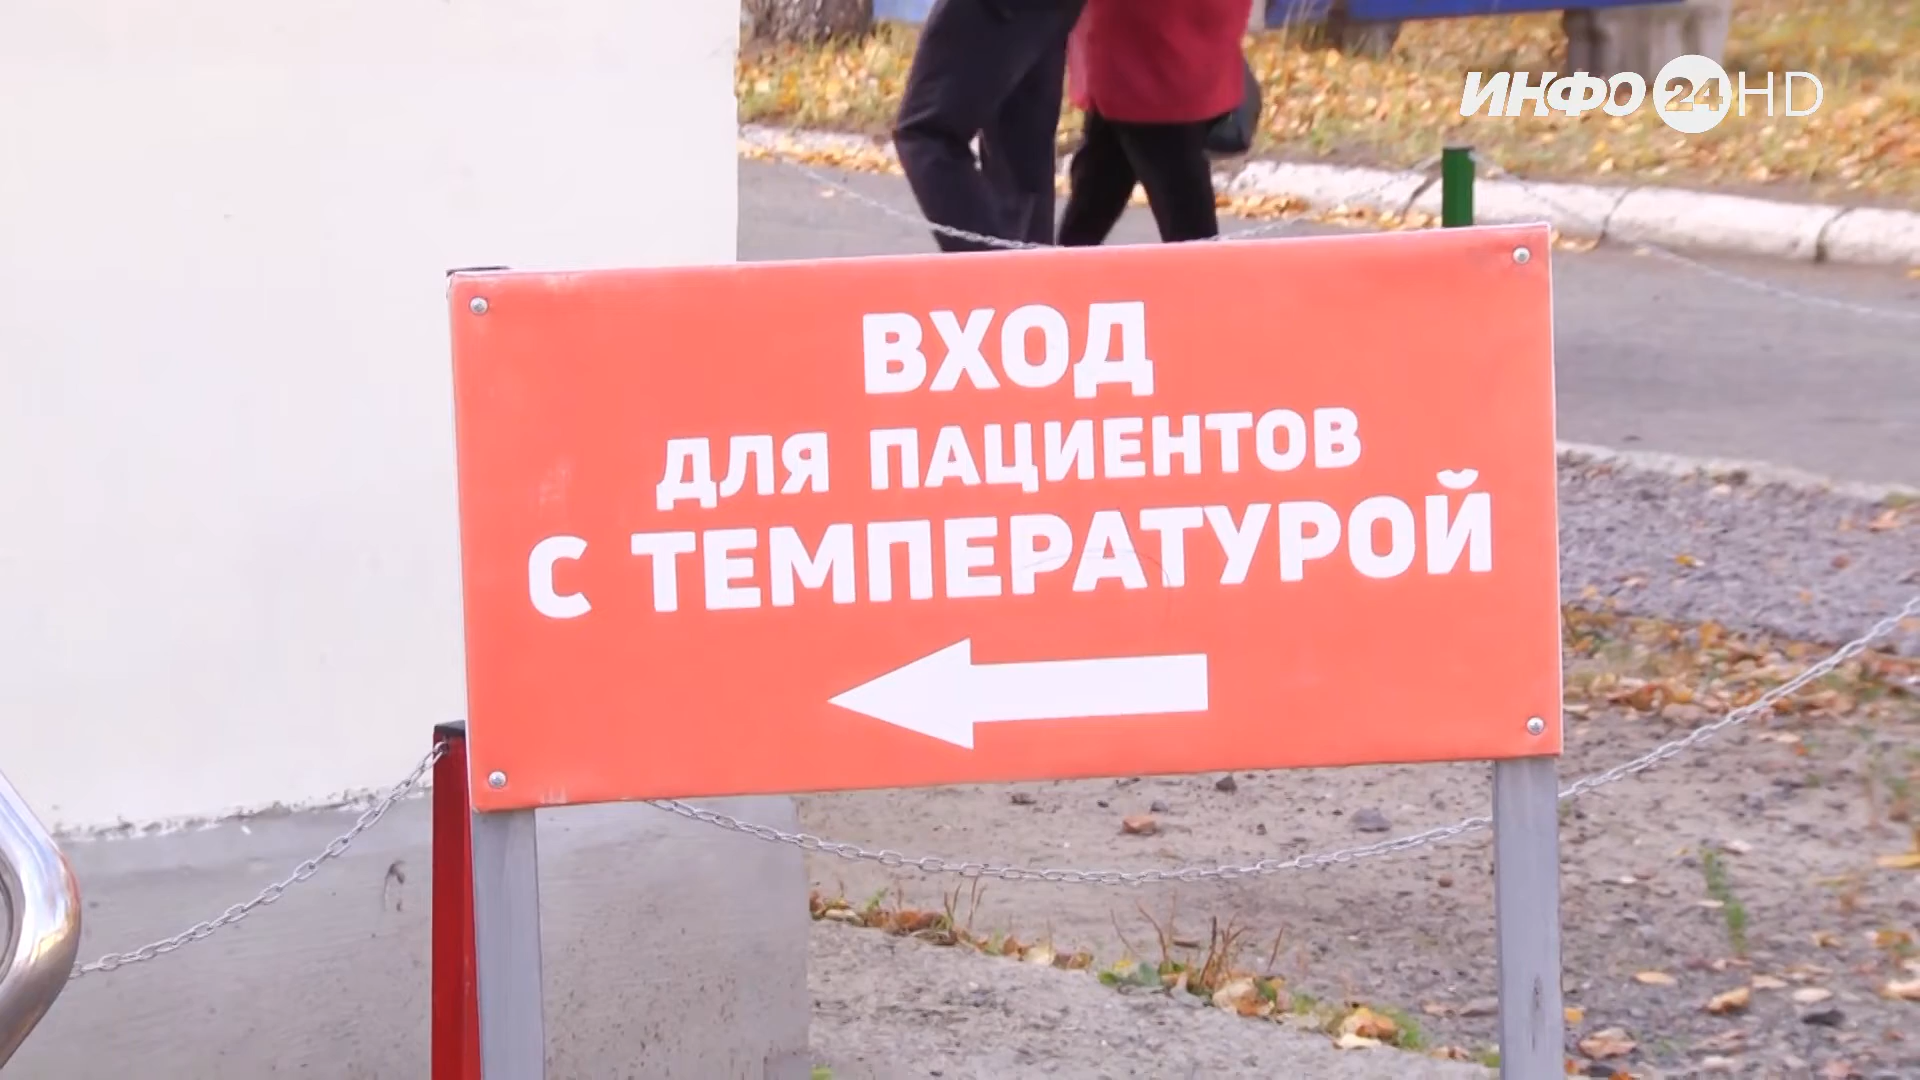 ИНФО 24 HD
ВХОД
ДЛЯ ПАЦИЕНТОВ
С ТЕМПЕРАТУРОЙ